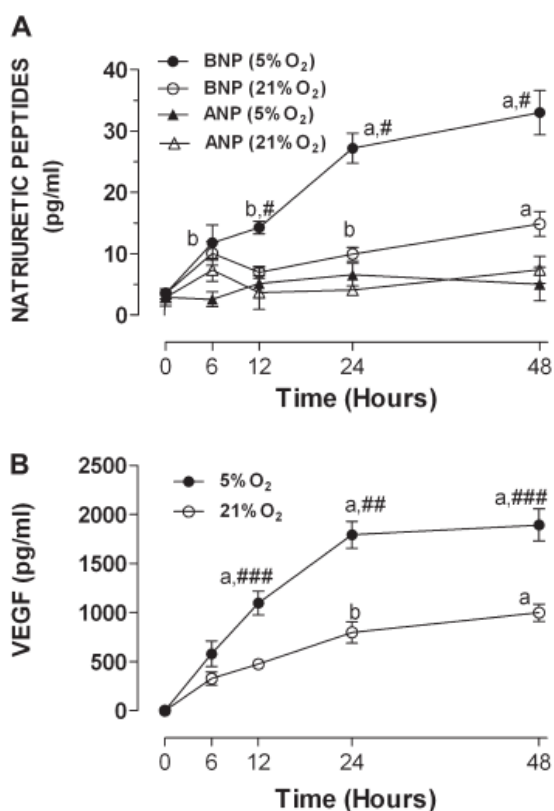 A
BNP (5% O₂)
BNP (21% O₂)
ANP (5% O₂)
ANP (21% O₂)
NATRIURETIC PEPTIDES
(pg/ml)
40
30
20
10
0
b
b,#
a,#
b
a,#
a
0 6 12 24 48
Time (Hours)
B
5% O₂
21% O₂
VEGF (pg/ml)
2500
2000
1500
1000
500
0
a,###
a,##
b
a,###
a
0 6 12 24 48
Time (Hours)